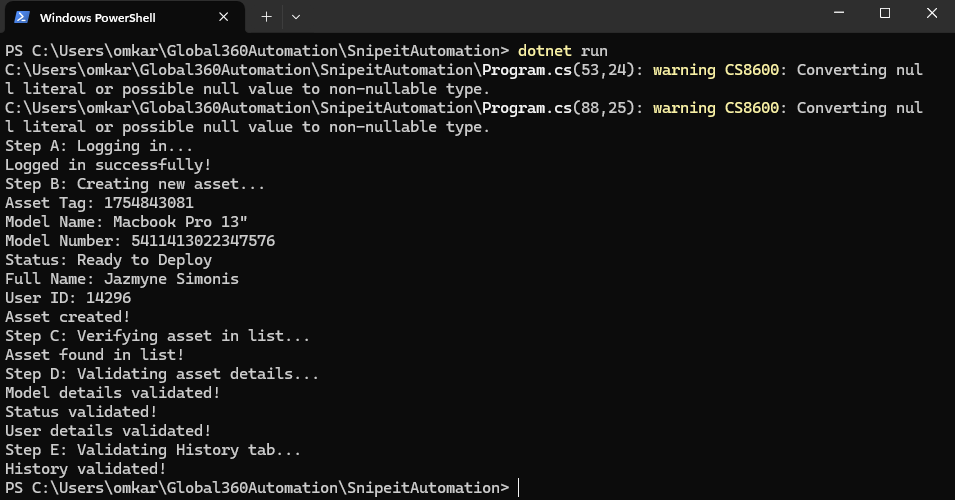 Windows PowerShell
PS C:\Users\omkar\Global360Automation\SnipeitAutomation> dotnet run
C:\Users\omkar\Global360Automation\SnipeitAutomation\Program.cs(53,24): warning CS8600: Converting nul
l literal or possible null value to non-nullable type.
C:\Users\omkar\Global360Automation\SnipeitAutomation\Program.cs(88,25): warning CS8600: Converting nul
l literal or possible null value to non-nullable type.
Step A: Logging in...
Logged in successfully!
Step B: Creating new asset...
Asset Tag: 1754843081
Model Name: Macbook Pro 13"
Model Number: 5411413022347576
Status: Ready to Deploy
Full Name: Jazmyne Simonis
User ID: 14296
Asset created!
Step C: Verifying asset in list...
Asset found in list!
Step D: Validating asset details...
Model details validated!
Status validated!
User details validated!
Step E: Validating History tab...
History validated!
PS C:\Users\omkar\Global360Automation\SnipeitAutomation>